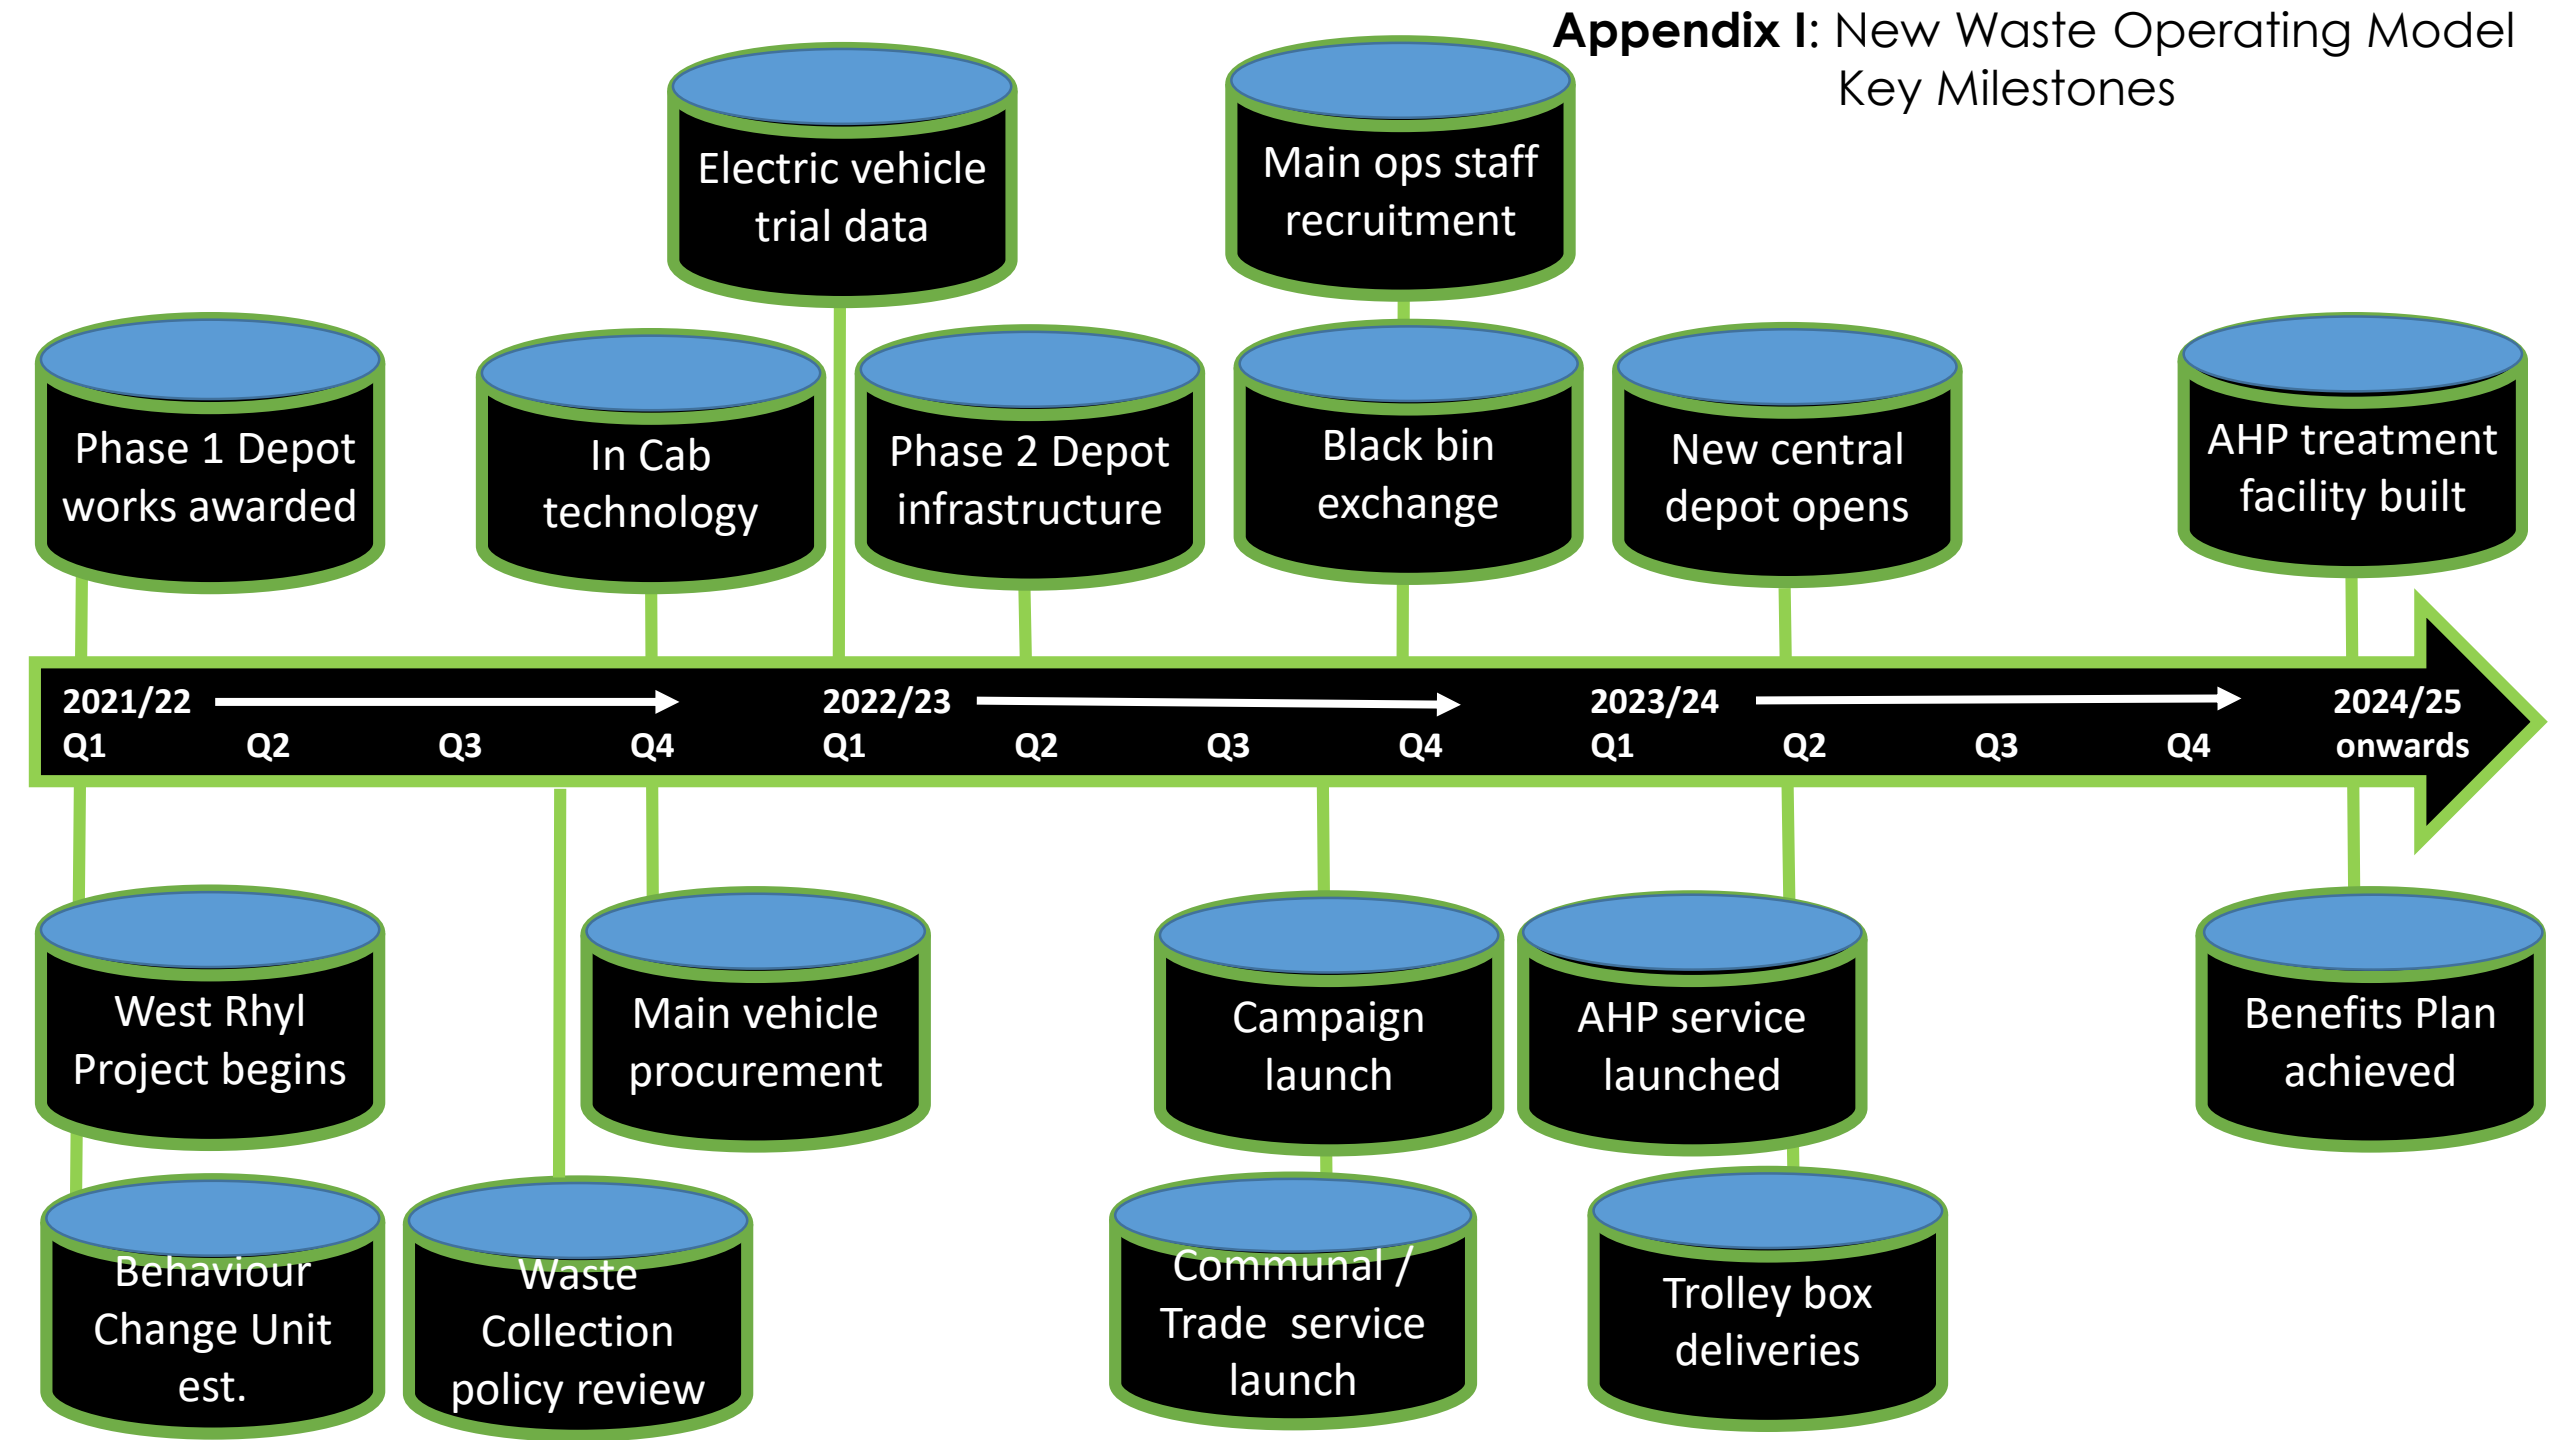 Appendix I: New Waste Operating Model
Key Milestones
Electric vehicle
trial data
Main ops staff
recruitment
Phase 1 Depot
works awarded
In Cab
technology
Phase 2 Depot
infrastructure
Black bin
exchange
New central
depot opens
AHP treatment
facility built
2021/22 2022/23 2023/24 2024/25
Q1 Q2 Q3 Q4 Q1 Q2 Q3 Q4 Q1 Q2 Q3 Q4 onwards
West Rhyl
Project begins
Main vehicle
procurement
Campaign
launch
AHP service
launched
Benefits Plan
achieved
Behaviour
Change Unit
est.
Waste
Collection
policy review
Communal /
Trade service
launch
Trolley box
deliveries